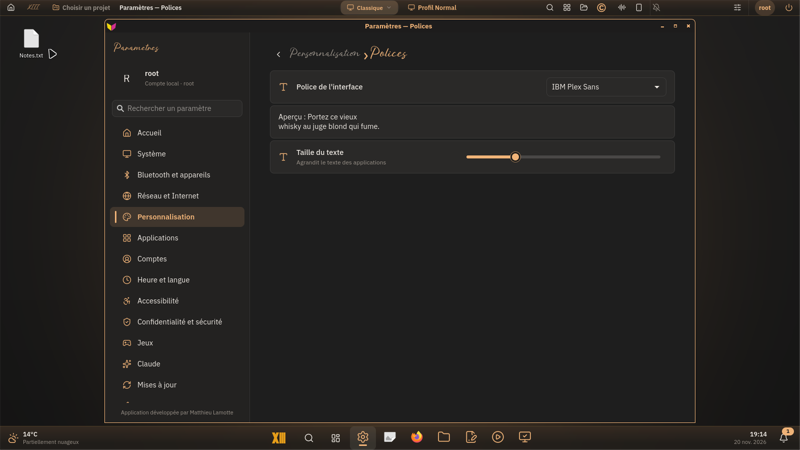 Choisir un projet
Paramètres — Polices
Classique
Profil Normal
root
Paramètres — Polices
Notes.txt
Paramètres
R
root
Compte local · root
Rechercher un paramètre
Accueil
Système
Bluetooth et appareils
Réseau et Internet
Personnalisation
Applications
Comptes
Heure et langue
Accessibilité
Confidentialité et sécurité
Jeux
Claude
Mises à jour
Application développée par Matthieu Lamotte
Personnalisation
Polices
Police de l'interface
IBM Plex Sans
Aperçu : Portez ce vieux
whisky au juge blond qui fume.
Taille du texte
Agrandit le texte des applications
14°C
Partiellement nuageux
XIII
19:14
20 nov. 2026
1